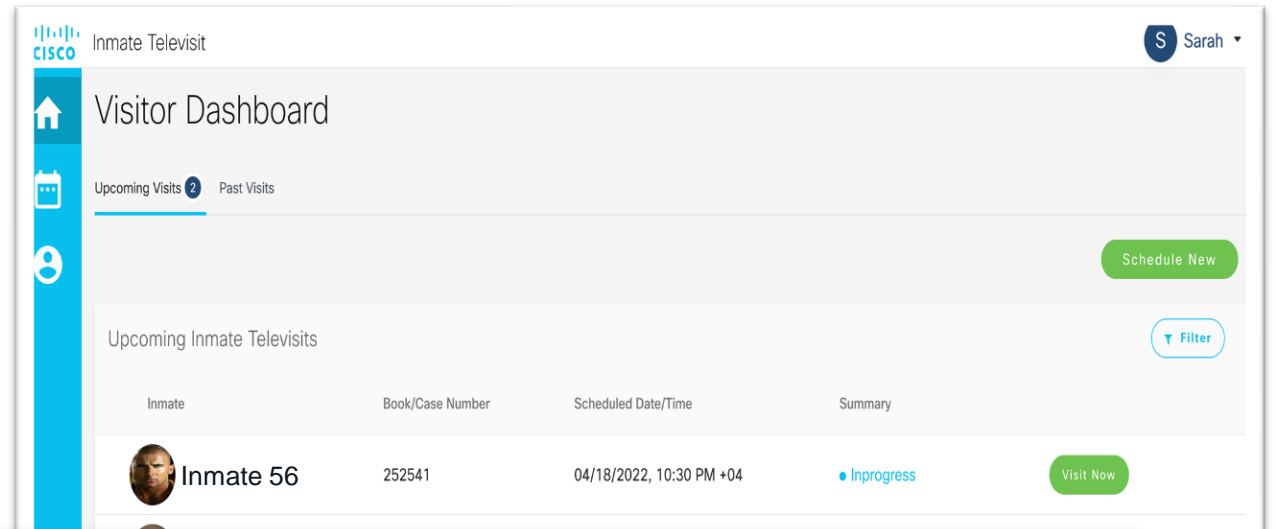 CISCO Inmate Televisit S Sarah
Visitor Dashboard
Upcoming Visits 2 Past Visits
Schedule New
Upcoming Inmate Televisits Filter
Inmate Book/Case Number Scheduled Date/Time Summary
Inmate 56 252541 04/18/2022, 10:30 PM +04 Inprogress Visit Now